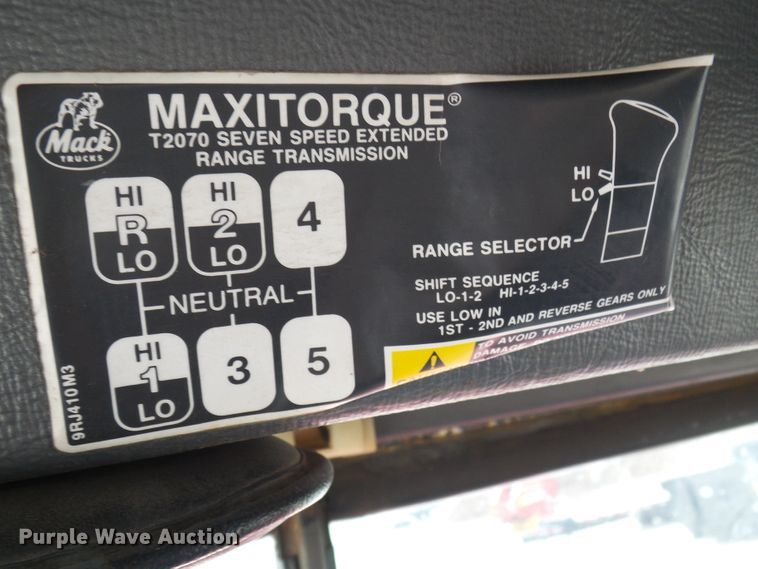 Mack
TRUCKS
MAXITORQUE®
T2070 SEVEN SPEED EXTENDED
RANGE TRANSMISSION
HI
R
LO
HI
2
LO
4
NEUTRAL
HI
1
LO
3
5
HI
LO
RANGE SELECTOR
SHIFT SEQUENCE
LO-1-2 HI-1-2-3-4-5
USE LOW IN
1ST - 2ND AND REVERSE GEARS ONLY
TO AVOID TRANSMISSION
DAMAGE
9RJ410M3
Purple Wave Auction